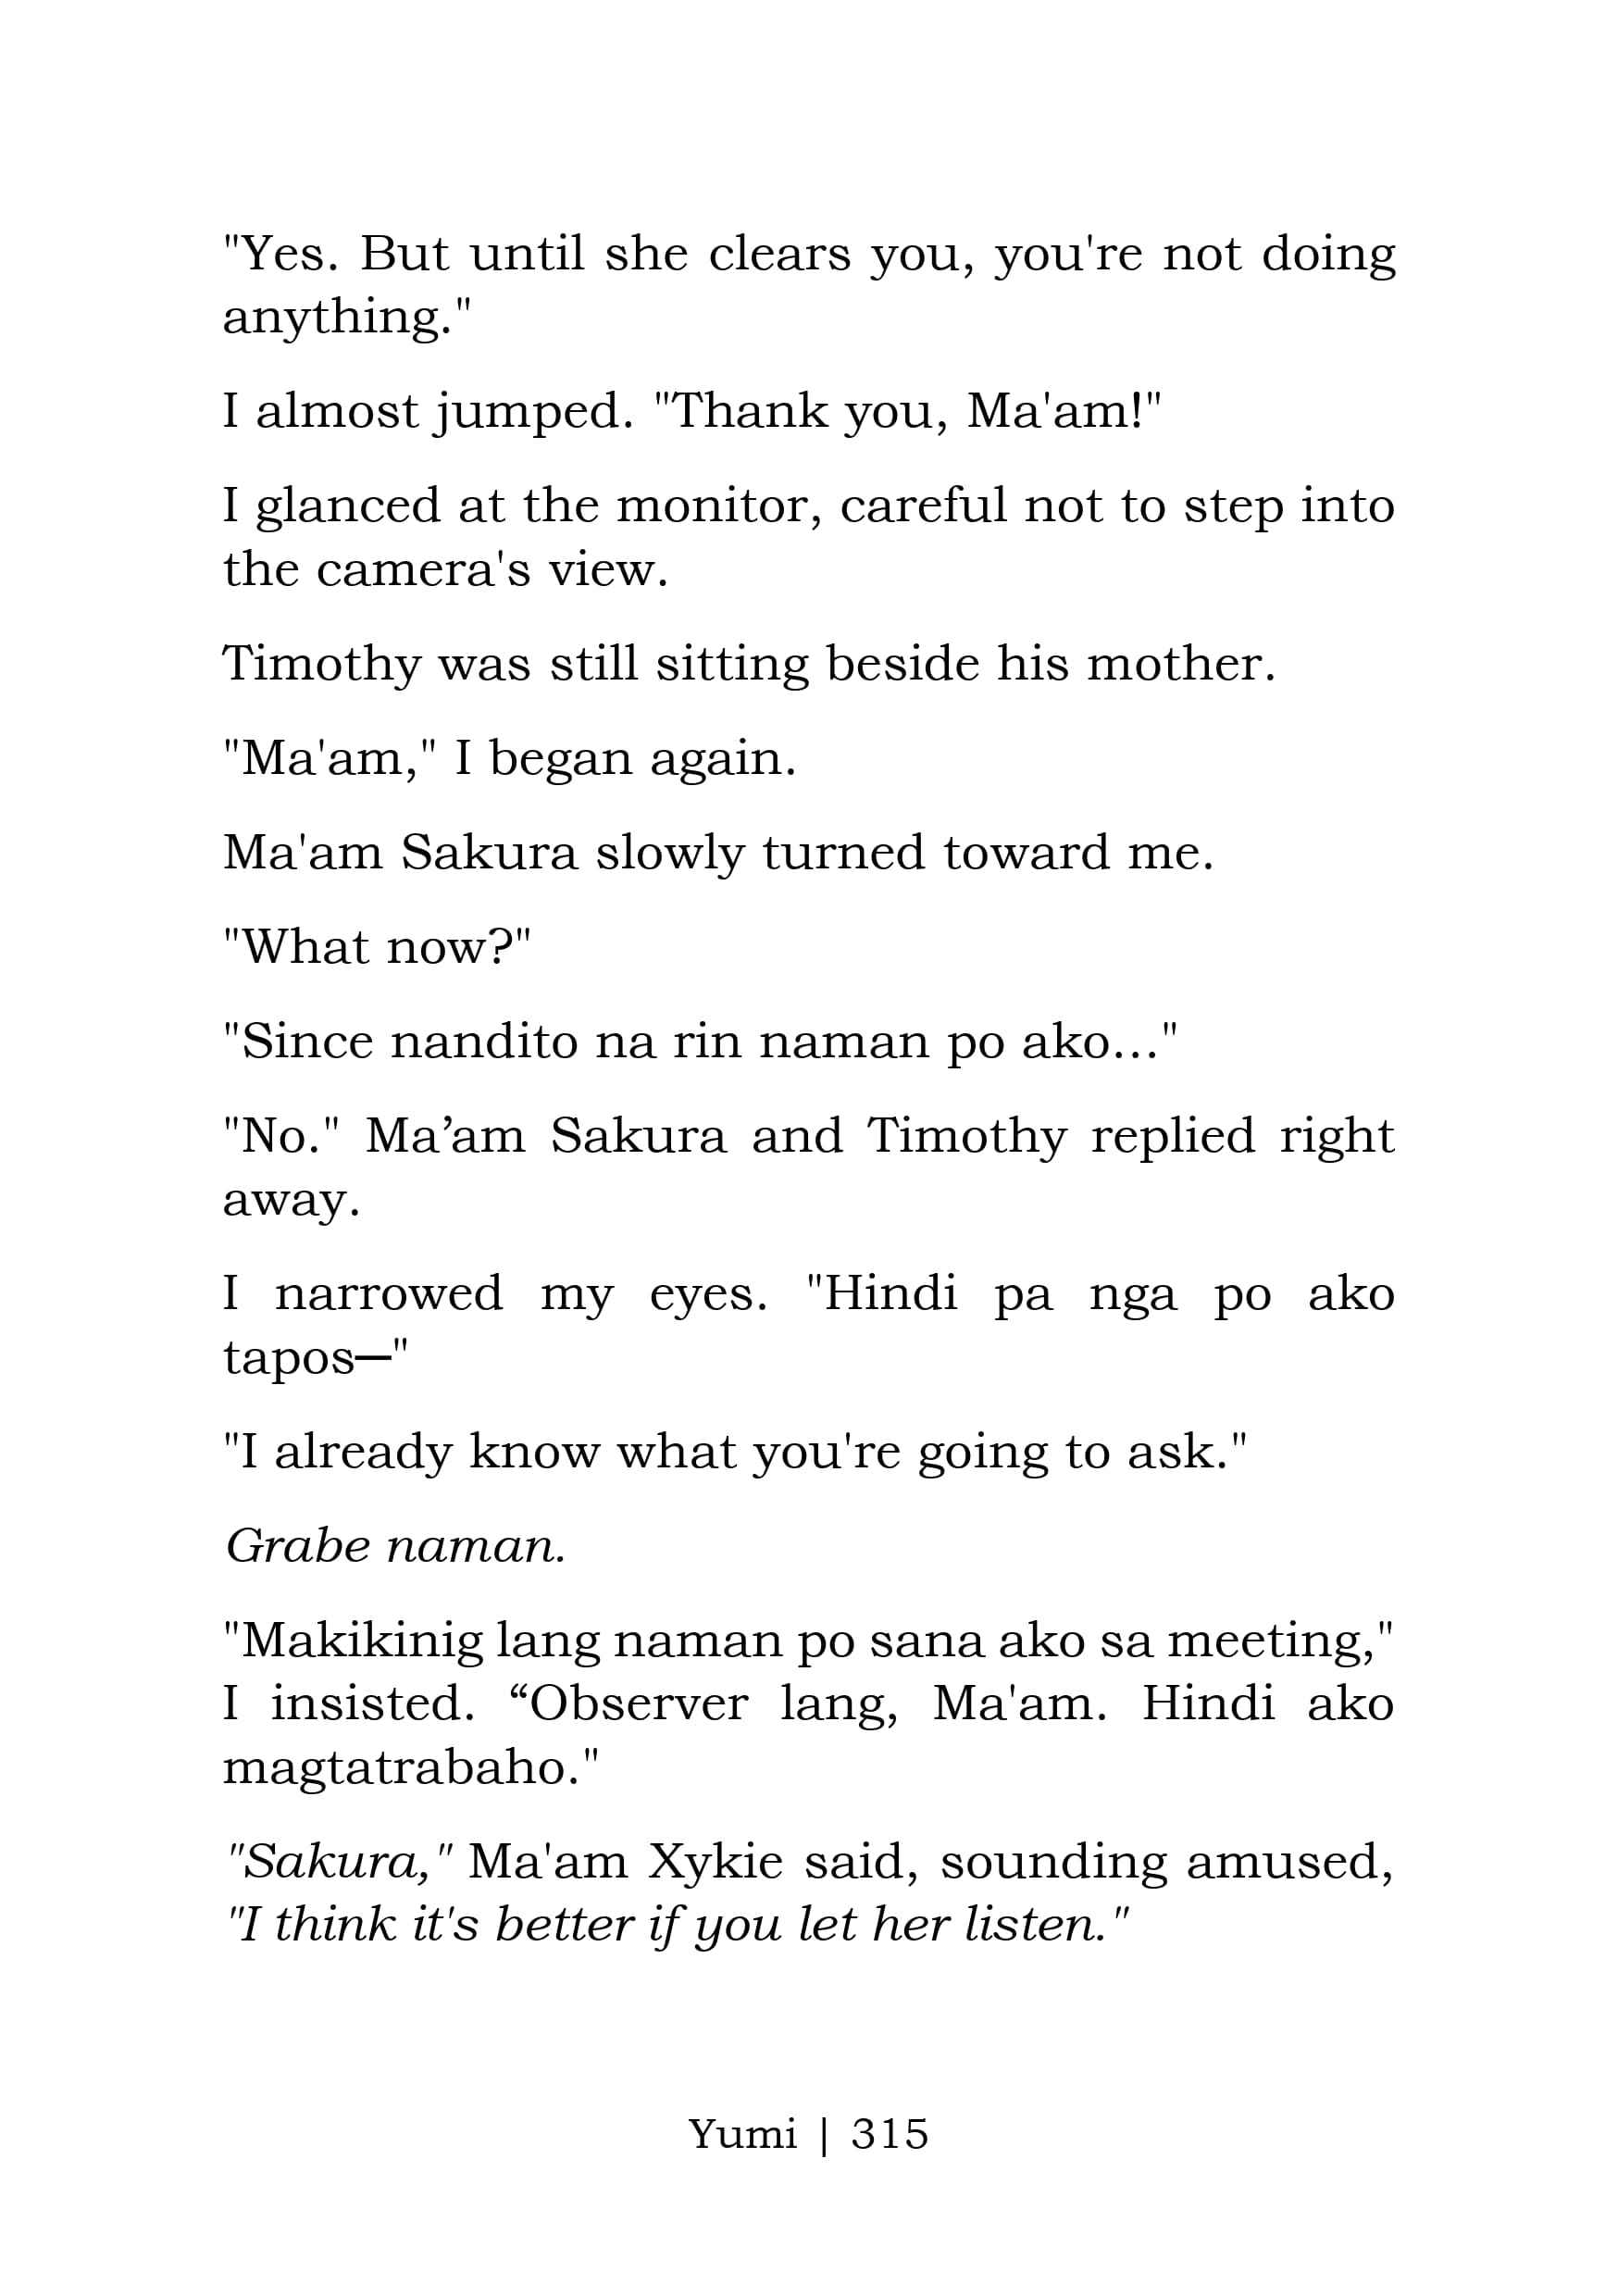 "Yes. But until she clears you, you're not doing
anything."
I almost jumped. "Thank you, Ma'am!"
I glanced at the monitor, careful not to step into
the camera's view.
Timothy was still sitting beside his mother.
"Ma'am," I began again.
Ma'am Sakura slowly turned toward me.
"What now?"
"Since nandito na rin naman po ako..."
"No." Ma’am Sakura and Timothy replied right
away.
I narrowed my eyes. "Hindi pa nga po ako
tapos—"
"I already know what you're going to ask."
Grabe naman.
"Makikinig lang naman po sana ako sa meeting,"
I insisted. “Observer lang, Ma'am. Hindi ako
magtatrabaho."
"Sakura," Ma'am Xykie said, sounding amused,
"I think it's better if you let her listen."
Yumi | 315